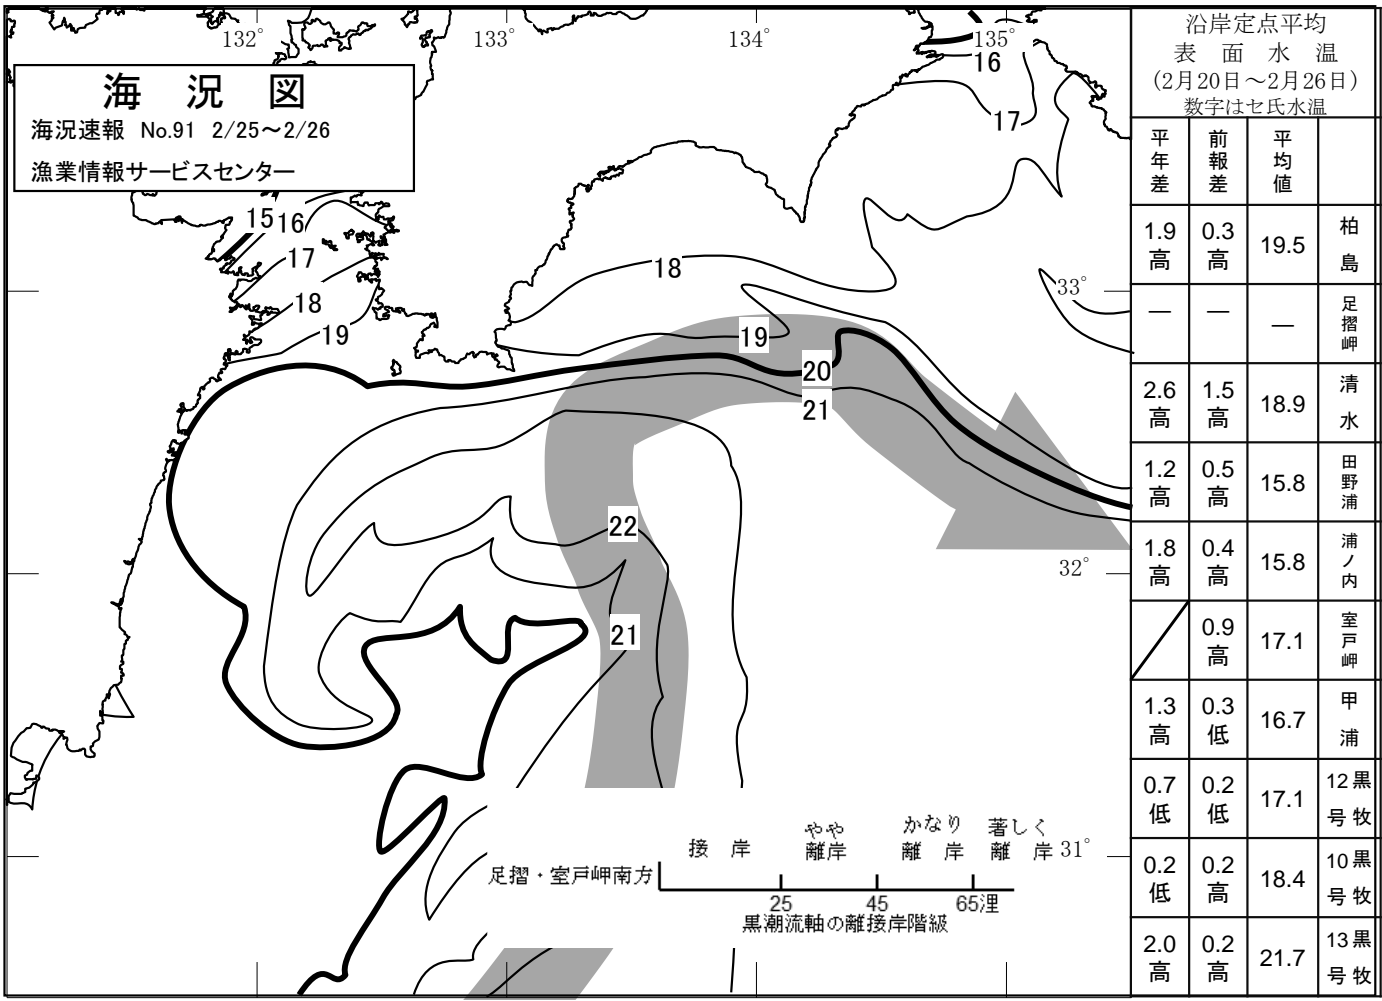 132°
133°
134°
135°
海況図
海況速報 No.91 2/25～2/26
漁業情報サービスセンター
15
16
17
18
19
16
17
18
19
20
21
22
21
33°
32°
31°
接岸
やや
離岸
かなり
離岸
著しく
離岸
足摺・室戸岬南方
25 45 65浬
黒潮流軸の離接岸階級
沿岸定点平均
表面水温
(2月20日～2月26日)
数字はセ氏水温
平年差 前報差 平均値
1.9高 0.3高 19.5 柏島
― ― ― 足摺岬
2.6高 1.5高 18.9 清水
1.2高 0.5高 15.8 田野浦
1.8高 0.4高 15.8 浦ノ内
0.9高 17.1 室戸岬
1.3高 0.3低 16.7 甲浦
0.7低 0.2低 17.1 黒牧12号
0.2低 0.2高 18.4 黒牧10号
2.0高 0.2高 21.7 黒牧13号